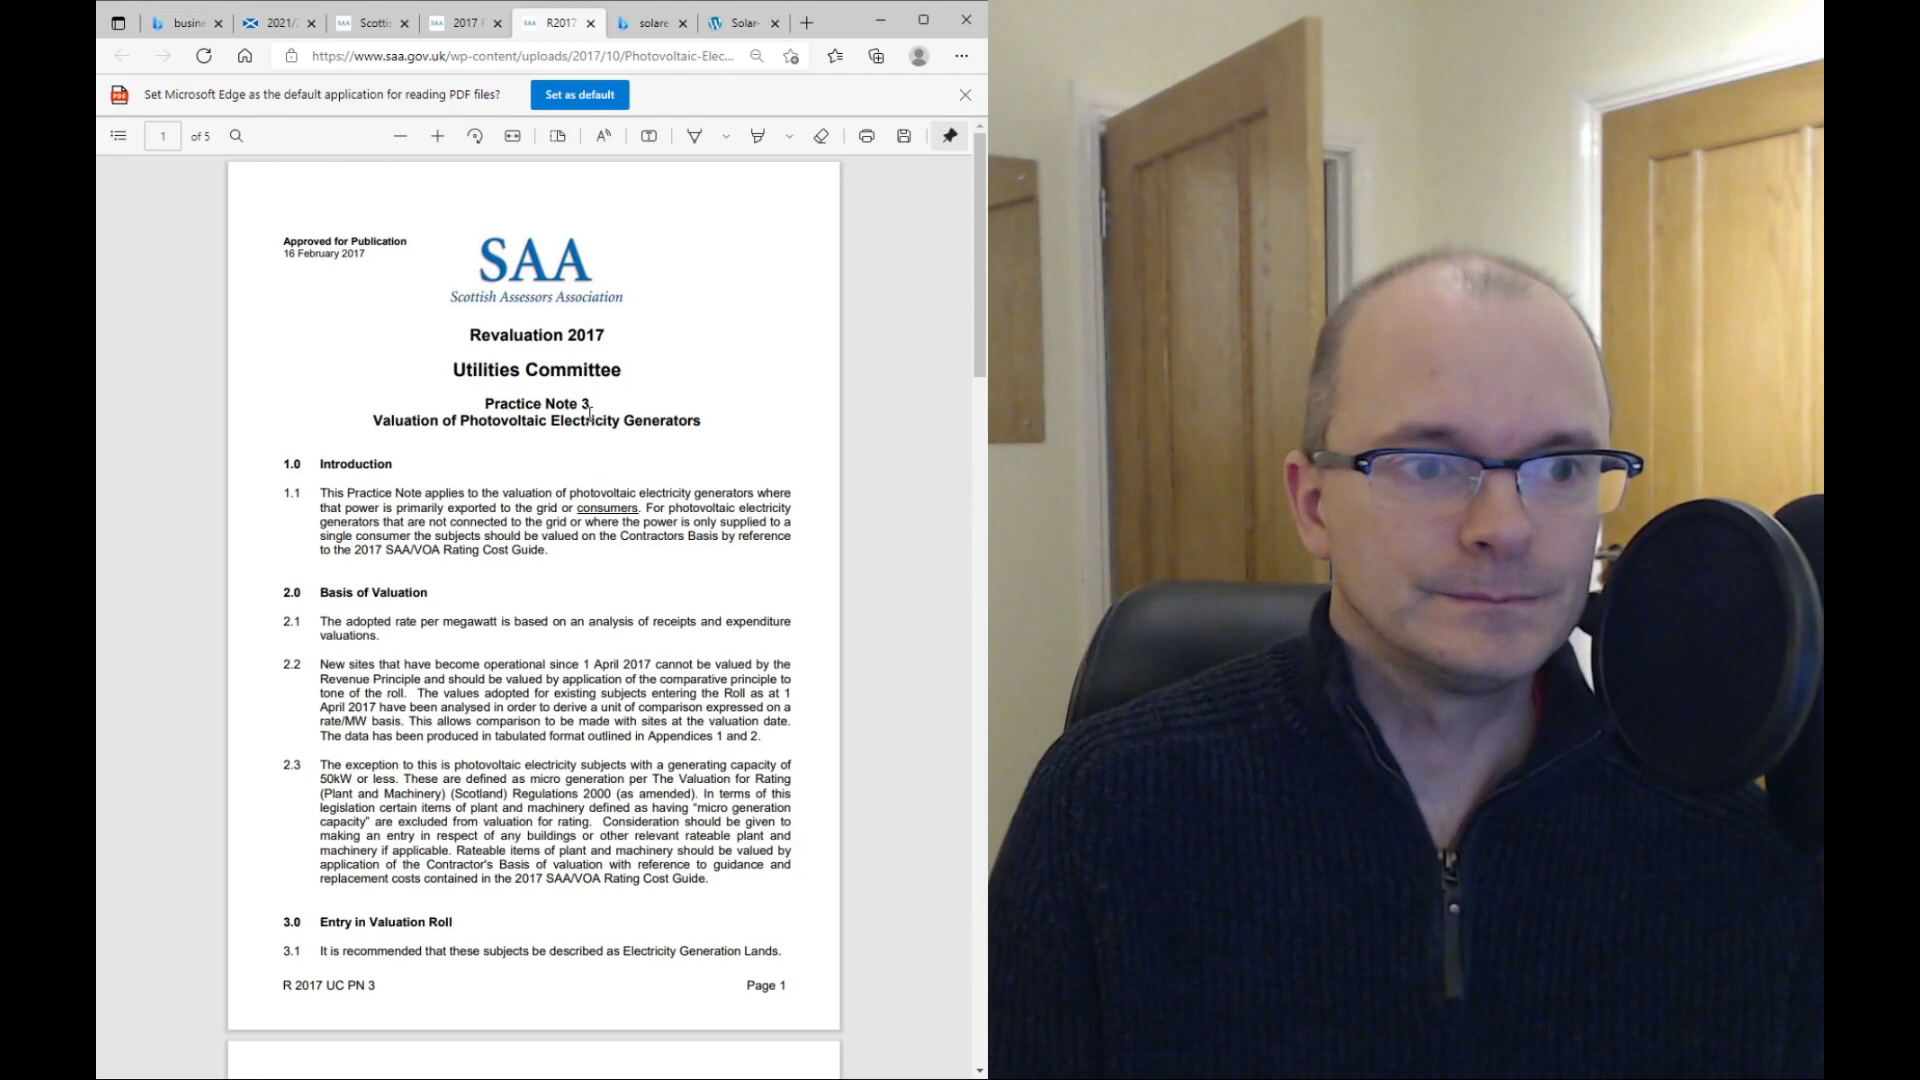 busine
2021/
Scotti
2017
R2017
solare
Solar-
https://www.saa.gov.uk/wp-content/uploads/2017/10/Photovoltaic-Elec...
PDF
Set Microsoft Edge as the default application for reading PDF files?
Set as default
1 of 5
Approved for Publication
16 February 2017
SAA
Scottish Assessors Association
Revaluation 2017
Utilities Committee
Practice Note 3
Valuation of Photovoltaic Electricity Generators
1.0 Introduction
1.1 This Practice Note applies to the valuation of photovoltaic electricity generators where
that power is primarily exported to the grid or consumers. For photovoltaic electricity
generators that are not connected to the grid or where the power is only supplied to a
single consumer the subjects should be valued on the Contractors Basis by reference
to the 2017 SAA/VOA Rating Cost Guide.
2.0 Basis of Valuation
2.1 The adopted rate per megawatt is based on an analysis of receipts and expenditure
valuations.
2.2 New sites that have become operational since 1 April 2017 cannot be valued by the
Revenue Principle and should be valued by application of the comparative principle to
tone of the roll. The values adopted for existing subjects entering the Roll as at 1
April 2017 have been analysed in order to derive a unit of comparison expressed on a
rate/MW basis. This allows comparison to be made with sites at the valuation date.
The data has been produced in tabulated format outlined in Appendices 1 and 2.
2.3 The exception to this is photovoltaic electricity subjects with a generating capacity of
50kW or less. These are defined as micro generation per The Valuation for Rating
(Plant and Machinery) (Scotland) Regulations 2000 (as amended). In terms of this
legislation certain items of plant and machinery defined as having “micro generation
capacity” are excluded from valuation for rating. Consideration should be given to
making an entry in respect of any buildings or other relevant rateable plant and
machinery if applicable. Rateable items of plant and machinery should be valued by
application of the Contractor's Basis of valuation with reference to guidance and
replacement costs contained in the 2017 SAA/VOA Rating Cost Guide.
3.0 Entry in Valuation Roll
3.1 It is recommended that these subjects be described as Electricity Generation Lands.
R 2017 UC PN 3 Page 1